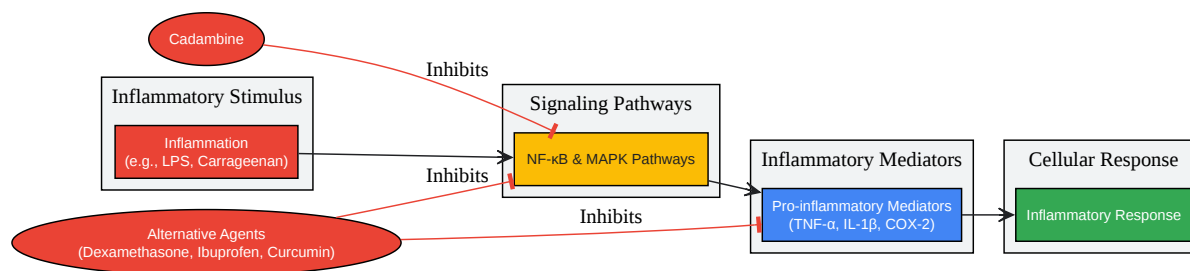 Cadambine
Inhibits
Inflammatory Stimulus
Inflammation
(e.g., LPS, Carrageenan)
Signaling Pathways
NF-κB & MAPK Pathways
Inhibits
Inflammatory Mediators
Pro-inflammatory Mediators
(TNF-α, IL-1β, COX-2)
Cellular Response
Inflammatory Response
Alternative Agents
(Dexamethasone, Ibuprofen, Curcumin)
Inhibits